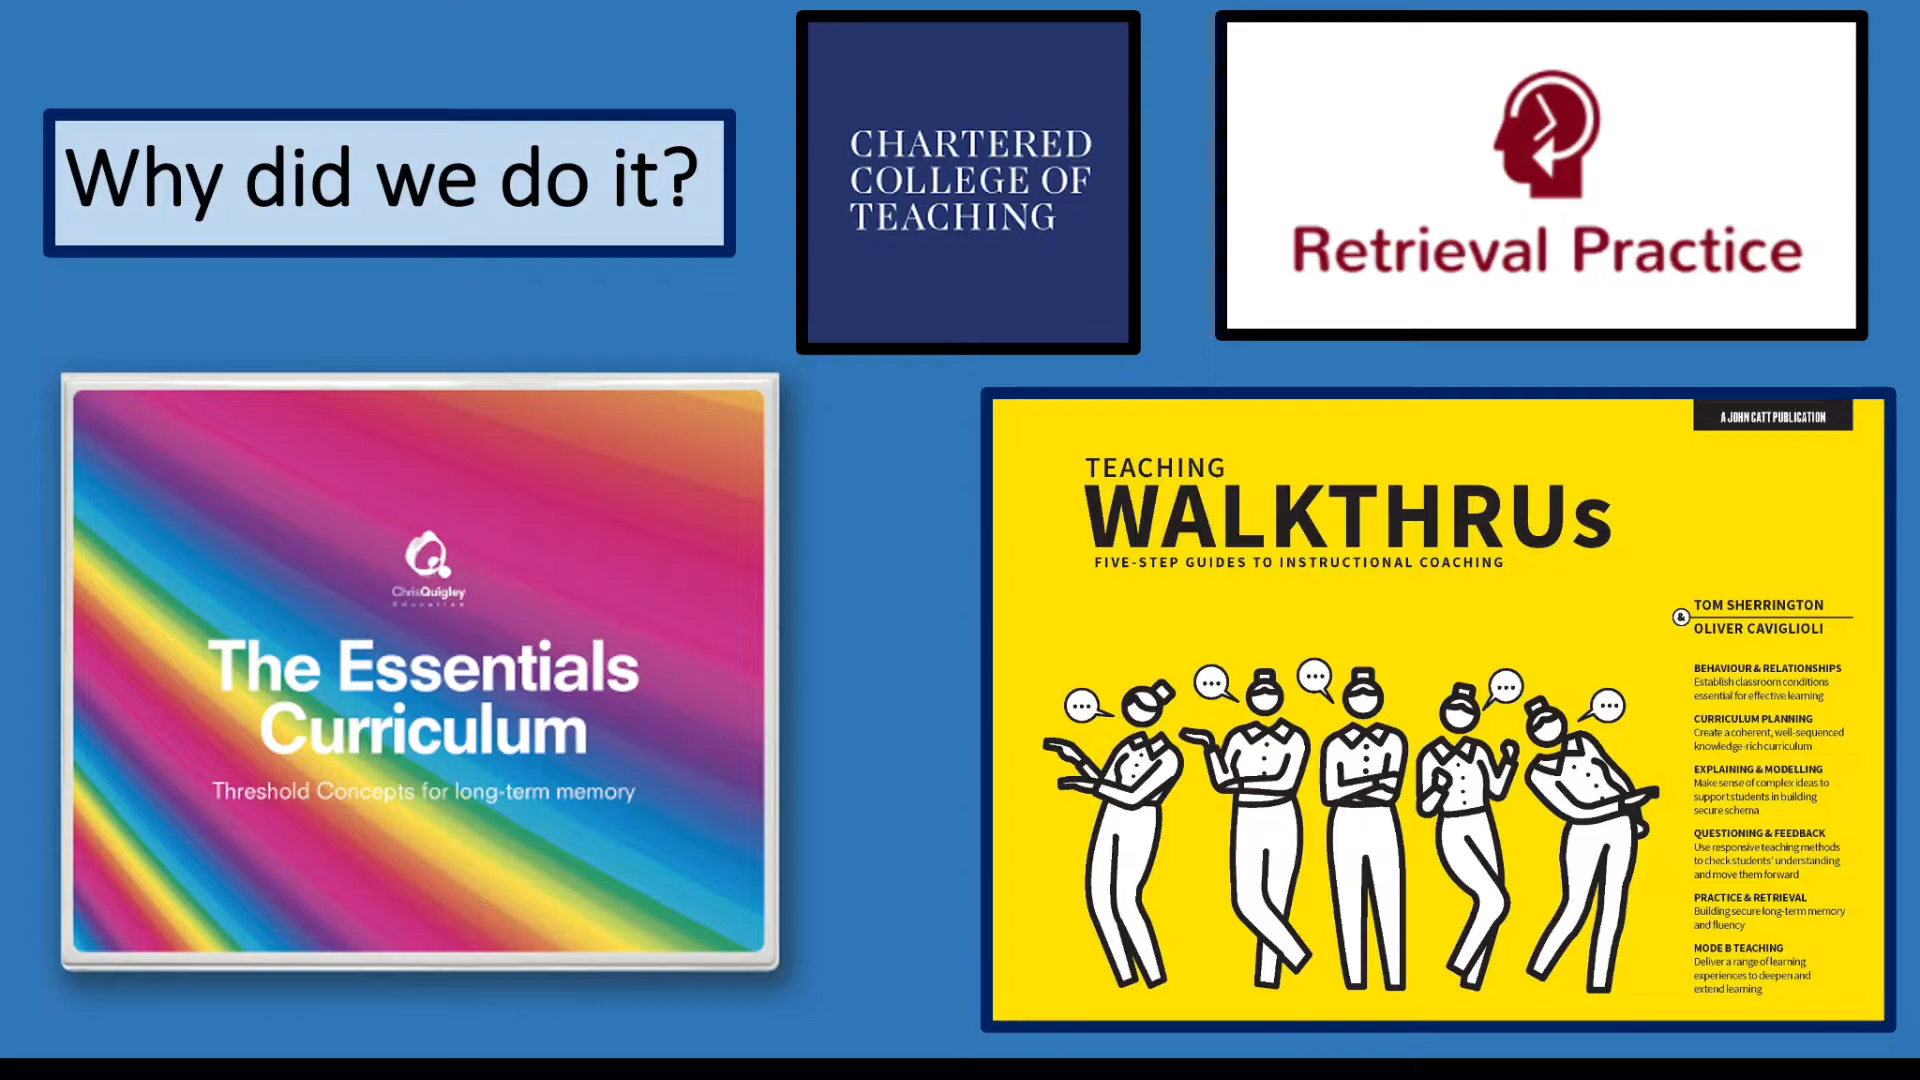 Why did we do it?
CHARTERED
COLLEGE OF
TEACHING
Retrieval Practice
ChrisQuigley
Education
The Essentials
Curriculum
Threshold Concepts for long-term memory
A JOHN CATT PUBLICATION
TEACHING
WALKTHRUs
FIVE-STEP GUIDES TO INSTRUCTIONAL COACHING
TOM SHERRINGTON
&
OLIVER CAVIGLIOLI
BEHAVIOUR & RELATIONSHIPS
Establish classroom conditions
essential for effective learning
CURRICULUM PLANNING
Create a coherent, well-sequenced
knowledge-rich curriculum
EXPLAINING & MODELLING
Make sense of complex ideas to
support students in building
secure schema
QUESTIONING & FEEDBACK
Use responsive teaching methods
to check students' understanding
and move them forward
PRACTICE & RETRIEVAL
Building secure long-term memory
and fluency
MODE B TEACHING
Deliver a range of learning
experiences to deepen and
extend learning